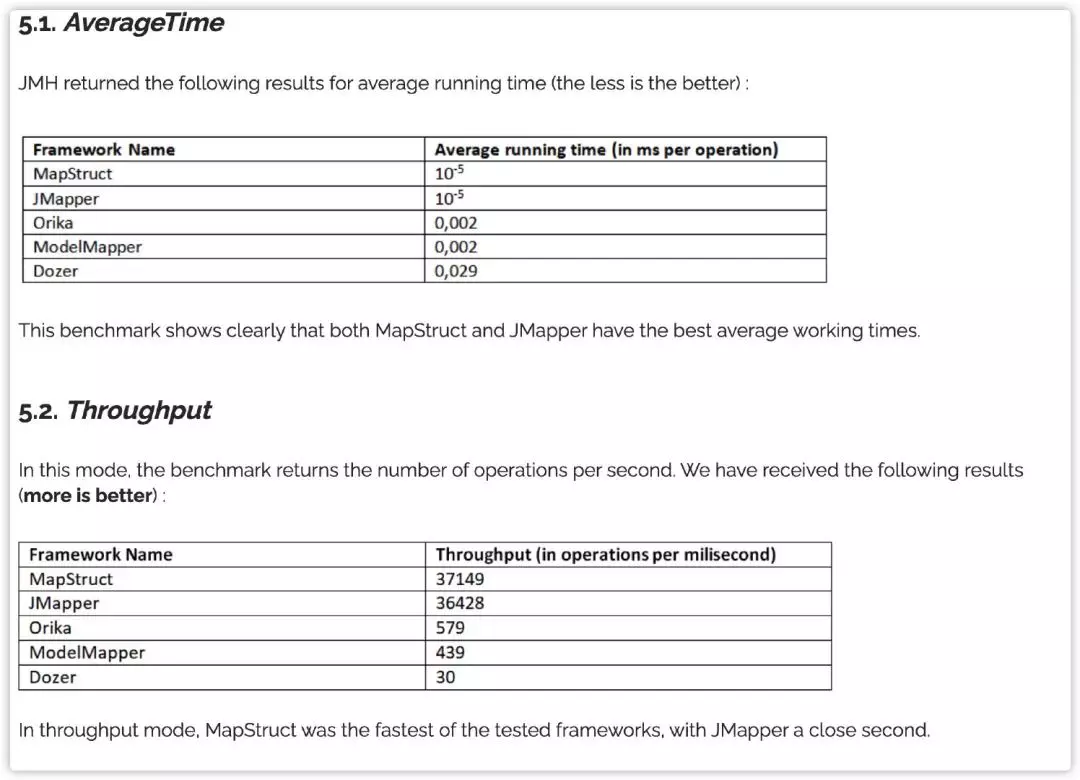 5.1. AverageTime
JMH returned the following results for average running time (the less is the better) :
Framework Name Average running time (in ms per operation)
MapStruct 10-5
JMapper 10-5
Orika 0,002
ModelMapper 0,002
Dozer 0,029
This benchmark shows clearly that both MapStruct and JMapper have the best average working times.
5.2. Throughput
In this mode, the benchmark returns the number of operations per second. We have received the following results
(more is better) :
Framework Name Throughput (in operations per milisecond)
MapStruct 37149
JMapper 36428
Orika 579
ModelMapper 439
Dozer 30
In throughput mode, MapStruct was the fastest of the tested frameworks, with JMapper a close second.